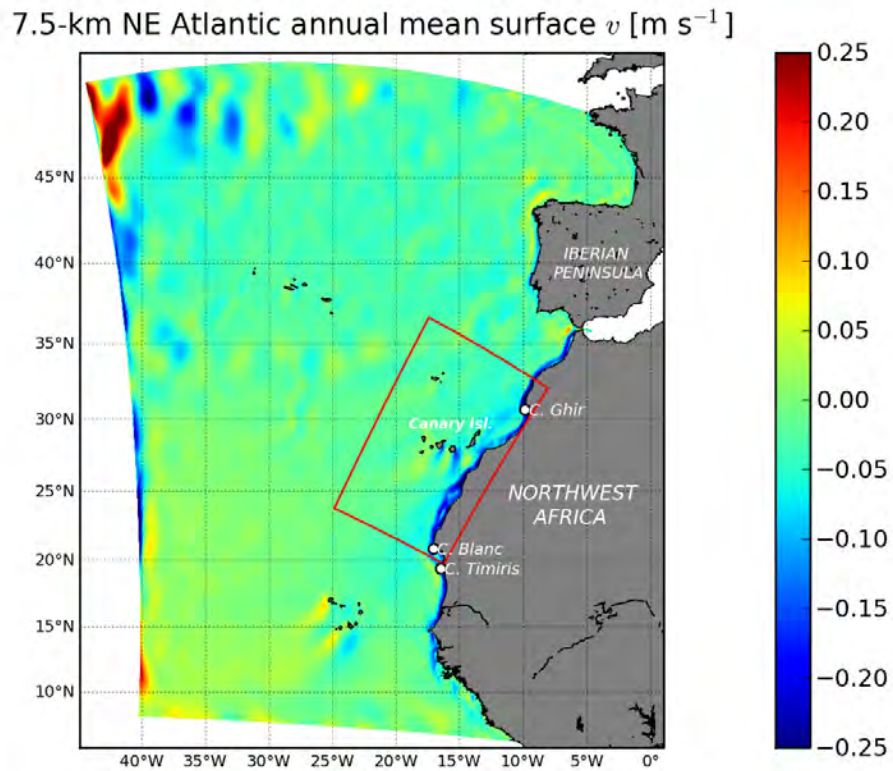 7.5-km NE Atlantic annual mean surface v [m s⁻¹]
45°N
40°N
35°N
30°N
25°N
20°N
15°N
10°N
IBERIAN
PENINSULA
C. Ghir
Canary Isl.
NORTHWEST
AFRICA
C. Blanc
C. Timiris
40°W 35°W 30°W 25°W 20°W 15°W 10°W 5°W 0°
0.25
0.20
0.15
0.10
0.05
0.00
−0.05
−0.10
−0.15
−0.20
−0.25